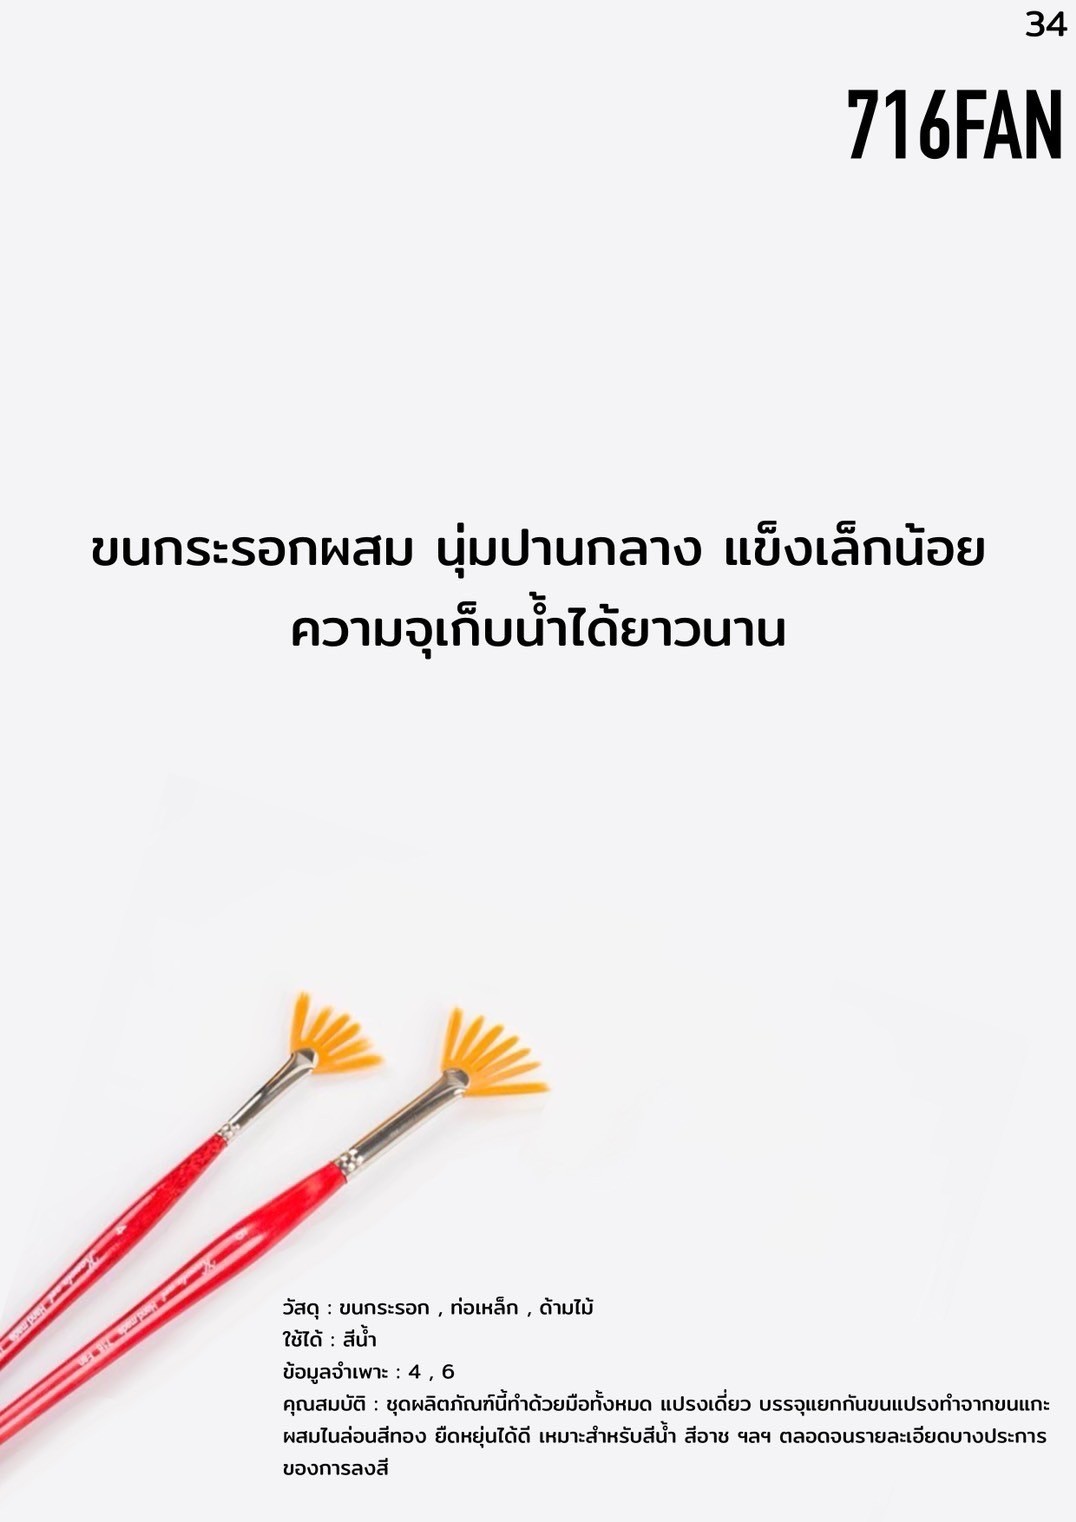 34
716FAN
ขนกระรอกผสม นุ่มปานกลาง แข็งเล็กน้อย
ความจุเก็บน้ำได้ยาวนาน
วัสดุ : ขนกระรอก , ท่อเหล็ก , ด้ามไม้
ใช้ได้ : สีน้ำ
ข้อมูลจำเพาะ : 4 , 6
คุณสมบัติ : ชุดผลิตภัณฑ์นี้ทำด้วยมือทั้งหมด แปรงเดี่ยว บรรจุแยกกันขนแปรงทำจากขนแกะ
ผสมไนล่อนสีทอง ยืดหยุ่นได้ดี เหมาะสำหรับสีน้ำ สีอาช ฯลฯ ตลอดจนรายละเอียดบางประการ
ของการลงสี